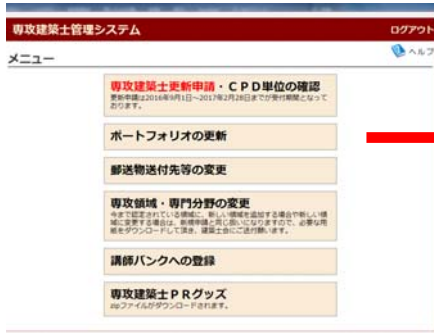 専攻建築士管理システム
ログアウト
メニュー
ヘルプ
専攻建築士更新申請・ＣＰＤ単位の確認
更新申請は2016年9月1日～2017年2月28日までが受付期間となって
おります。
ポートフォリオの更新
郵送物送付先等の変更
専攻領域・専門分野の変更
今まで認定されている領域に、新しい領域を追加する場合や新しい領
域に変更する場合は、新規申請と同じ扱いになりますので、必要な用
紙をダウンロードして頂き、建築士会にご送付願います。
講師バンクへの登録
専攻建築士ＰＲグッズ
zipファイルがダウンロードされます。